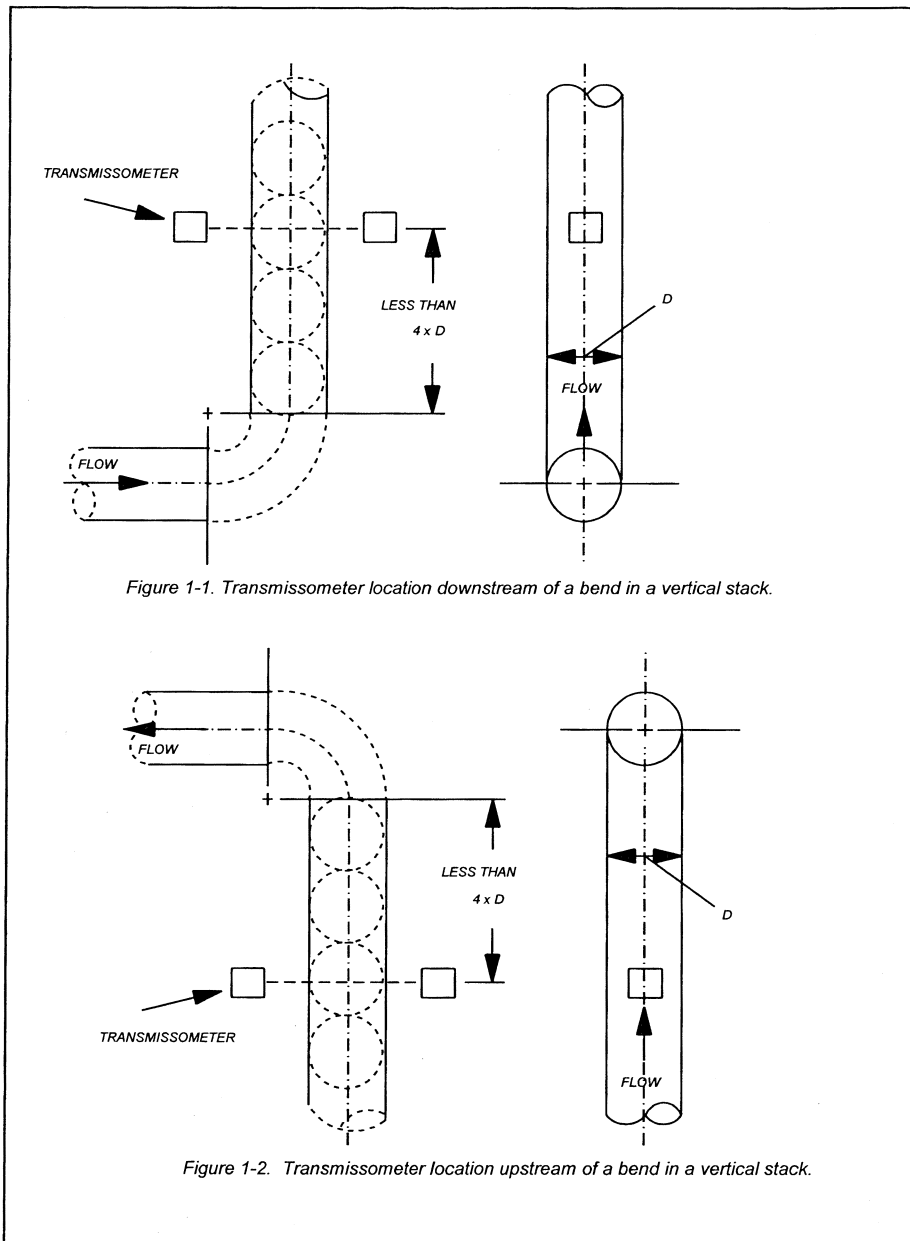 TRANSMISSOMETER
LESS THAN
4 x D
D
FLOW
FLOW
Figure 1-1. Transmissometer location downstream of a bend in a vertical stack.
FLOW
LESS THAN
4 x D
D
TRANSMISSOMETER
FLOW
Figure 1-2. Transmissometer location upstream of a bend in a vertical stack.